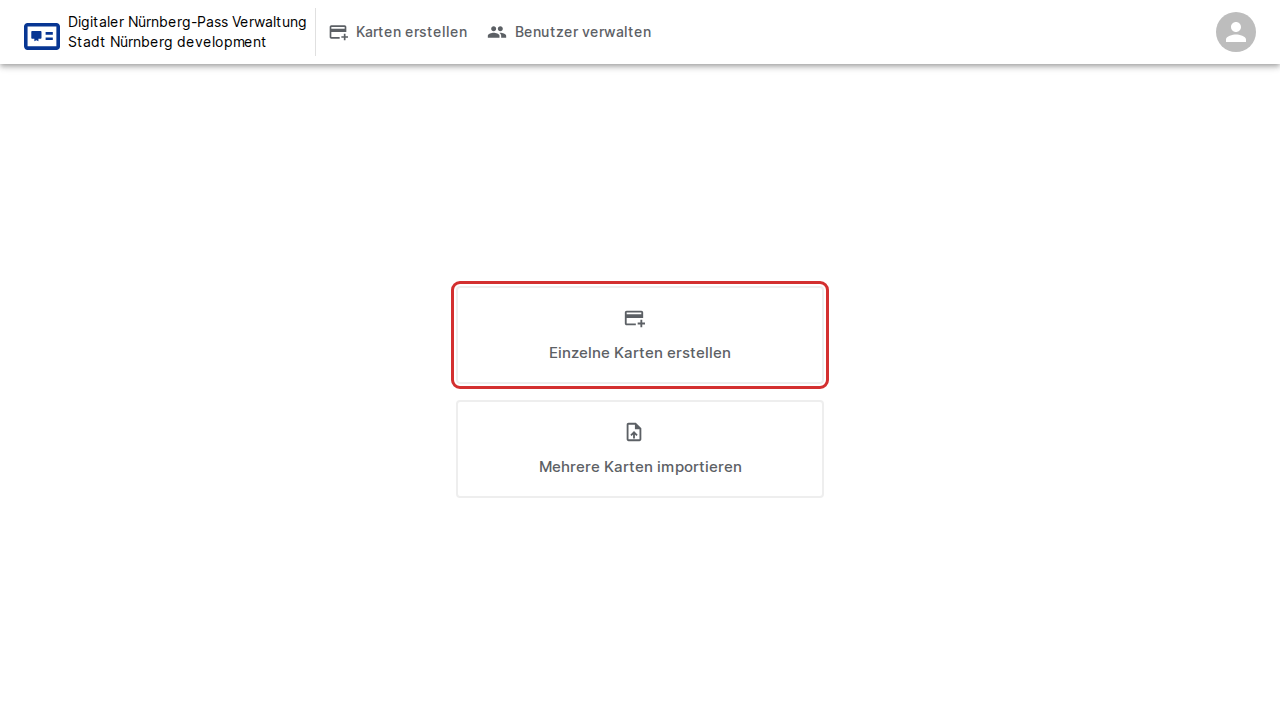 Digitaler Nürnberg-Pass Verwaltung
Stadt Nürnberg development
Karten erstellen
Benutzer verwalten
Einzelne Karten erstellen
Mehrere Karten importieren